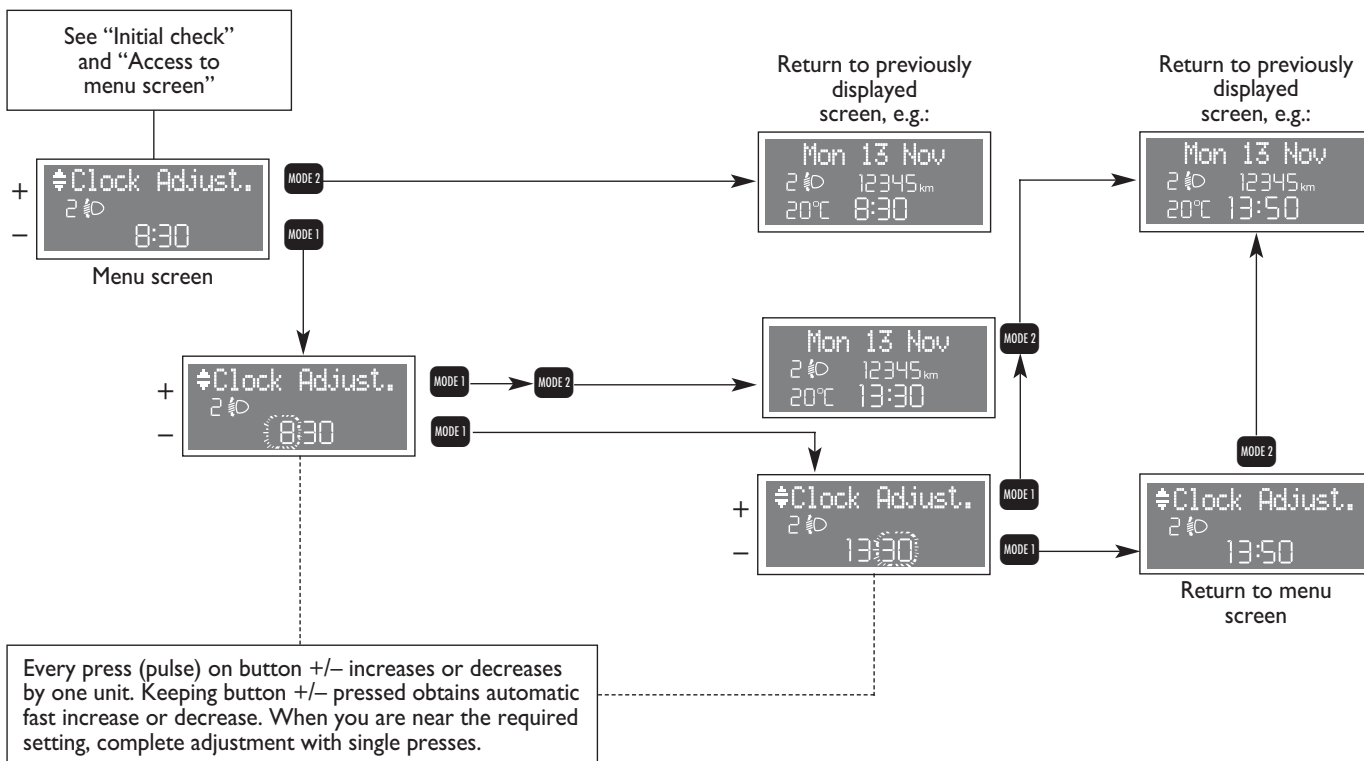 See “Initial check”
and “Access to
menu screen”
Return to previously
displayed
screen, e.g.:
Return to previously
displayed
screen, e.g.:
+
–
Clock Adjust.
2
8:30
Menu screen
MODE 2
MODE 1
Mon 13 Nov
2 12345 km
20°C 8:30
Mon 13 Nov
2 12345 km
20°C 13:50
+
–
Clock Adjust.
2
8:30
MODE 1
MODE 2
MODE 1
Mon 13 Nov
2 12345 km
20°C 13:30
MODE 2
+
–
Clock Adjust.
2
13:30
MODE 1
MODE 1
MODE 2
Clock Adjust.
2
13:50
Return to menu
screen
Every press (pulse) on button +/– increases or decreases
by one unit. Keeping button +/– pressed obtains automatic
fast increase or decrease. When you are near the required
setting, complete adjustment with single presses.